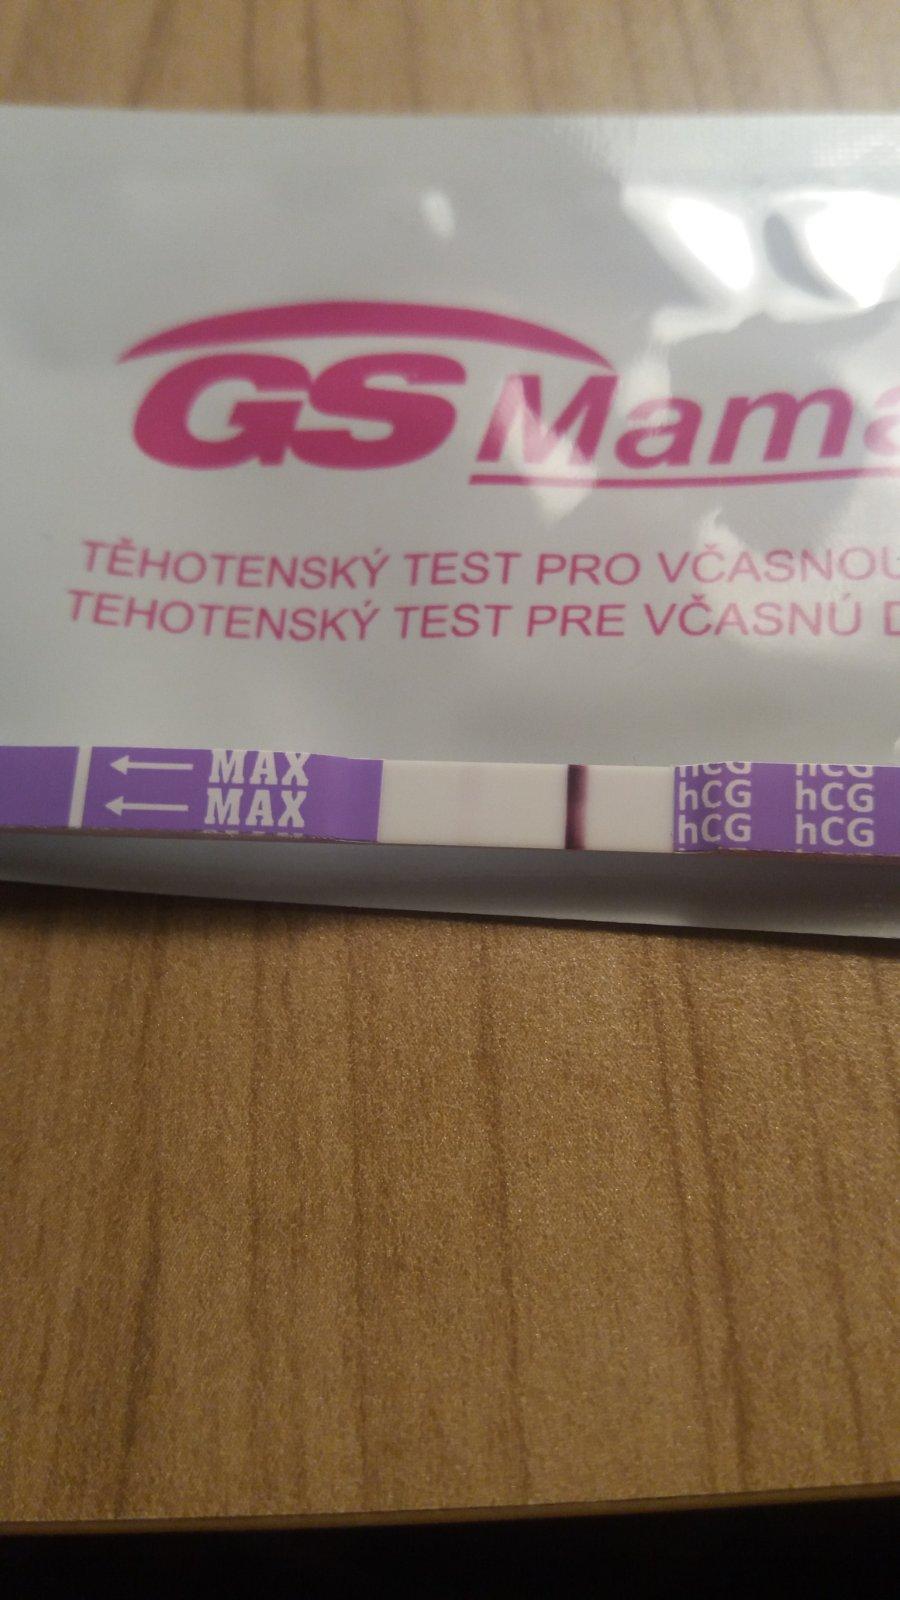 GS Mama
TĚHOTENSKÝ TEST PRO VČASNOU
TEHOTENSKÝ TEST PRE VČASNÚ D
MAX hCG hCG
MAX hCG hCG
hCG hCG